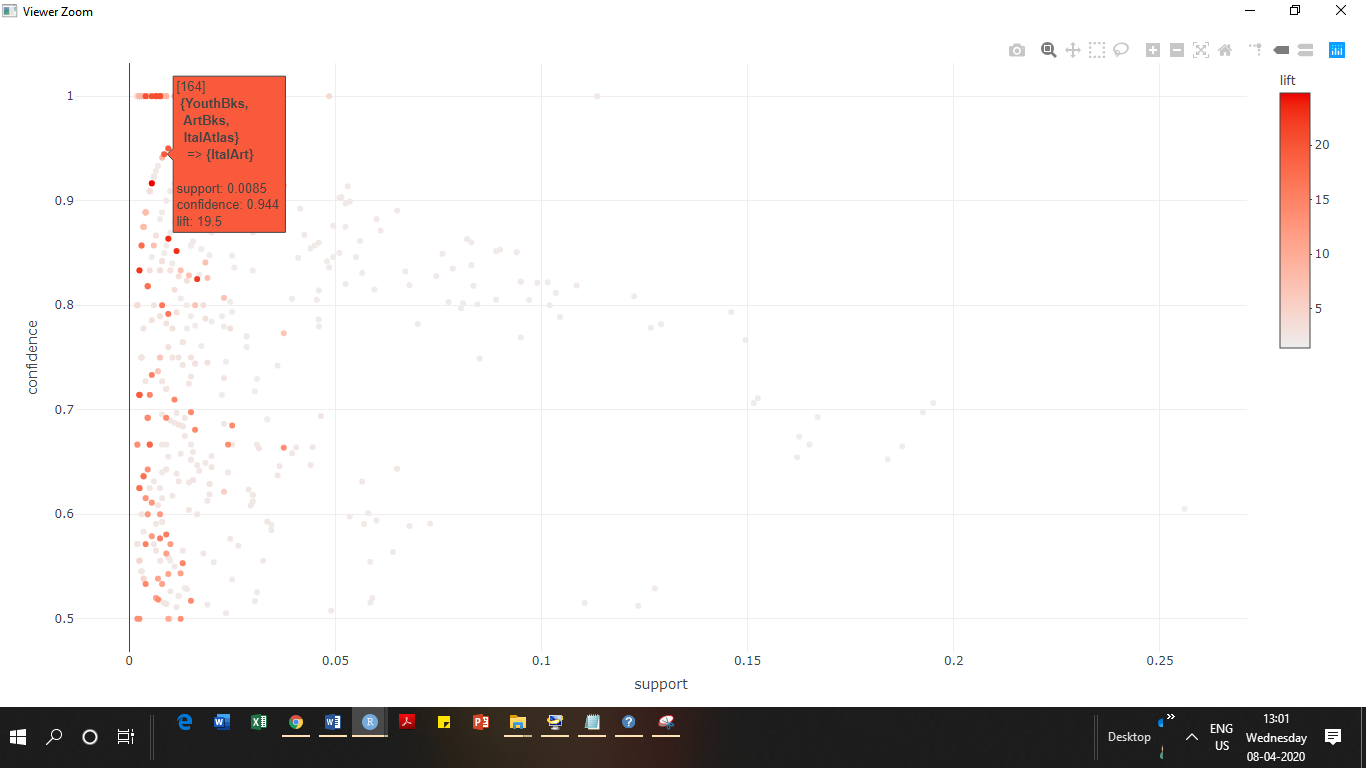 Viewer Zoom
lift
20
15
10
5
[164]
{YouthBks,
ArtBks,
ItalAtlas}
=> {ItalArt}
support: 0.0085
confidence: 0.944
lift: 19.5
confidence
1
0.9
0.8
0.7
0.6
0.5
0
0.05
0.1
0.15
0.2
0.25
support
Desktop
»
ENG
US
13:01
Wednesday
08-04-2020